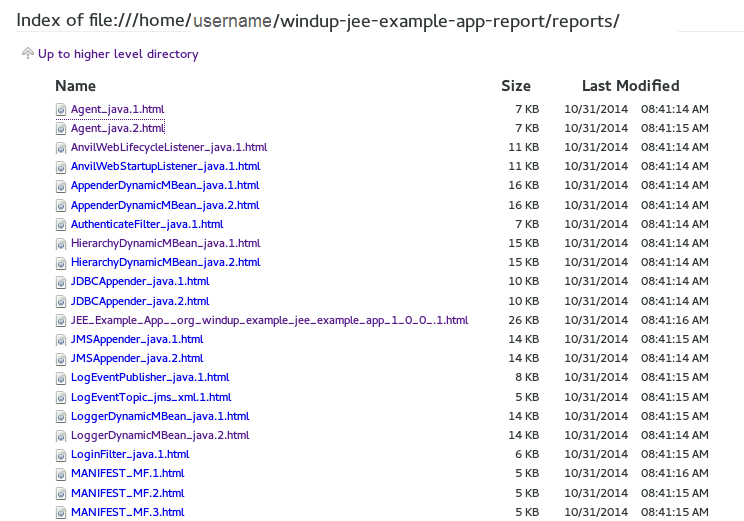 Index of file:///home/username/windup-jee-example-app-report/reports/
Up to higher level directory
Name Size Last Modified
Agent_java.1.html 7 KB 10/31/2014 08:41:14 AM
Agent_java.2.html 7 KB 10/31/2014 08:41:15 AM
AnvilWebLifecycleListener_java.1.html 11 KB 10/31/2014 08:41:14 AM
AnvilWebStartupListener_java.1.html 11 KB 10/31/2014 08:41:14 AM
AppenderDynamicMBean_java.1.html 16 KB 10/31/2014 08:41:14 AM
AppenderDynamicMBean_java.2.html 16 KB 10/31/2014 08:41:14 AM
AuthenticateFilter_java.1.html 7 KB 10/31/2014 08:41:14 AM
HierarchyDynamicMBean_java.1.html 15 KB 10/31/2014 08:41:14 AM
HierarchyDynamicMBean_java.2.html 15 KB 10/31/2014 08:41:15 AM
JDBCAppender_java.1.html 10 KB 10/31/2014 08:41:14 AM
JDBCAppender_java.2.html 10 KB 10/31/2014 08:41:15 AM
JEE_Example_App__org_windup_example_jee_example_app_1_0_0_.1.html 26 KB 10/31/2014 08:41:16 AM
JMSAppender_java.1.html 14 KB 10/31/2014 08:41:15 AM
JMSAppender_java.2.html 14 KB 10/31/2014 08:41:14 AM
LogEventPublisher_java.1.html 8 KB 10/31/2014 08:41:15 AM
LogEventTopic_jms_xml.1.html 5 KB 10/31/2014 08:41:15 AM
LoggerDynamicMBean_java.1.html 14 KB 10/31/2014 08:41:15 AM
LoggerDynamicMBean_java.2.html 14 KB 10/31/2014 08:41:14 AM
LoginFilter_java.1.html 6 KB 10/31/2014 08:41:15 AM
MANIFEST_MF.1.html 5 KB 10/31/2014 08:41:16 AM
MANIFEST_MF.2.html 5 KB 10/31/2014 08:41:15 AM
MANIFEST_MF.3.html 5 KB 10/31/2014 08:41:15 AM